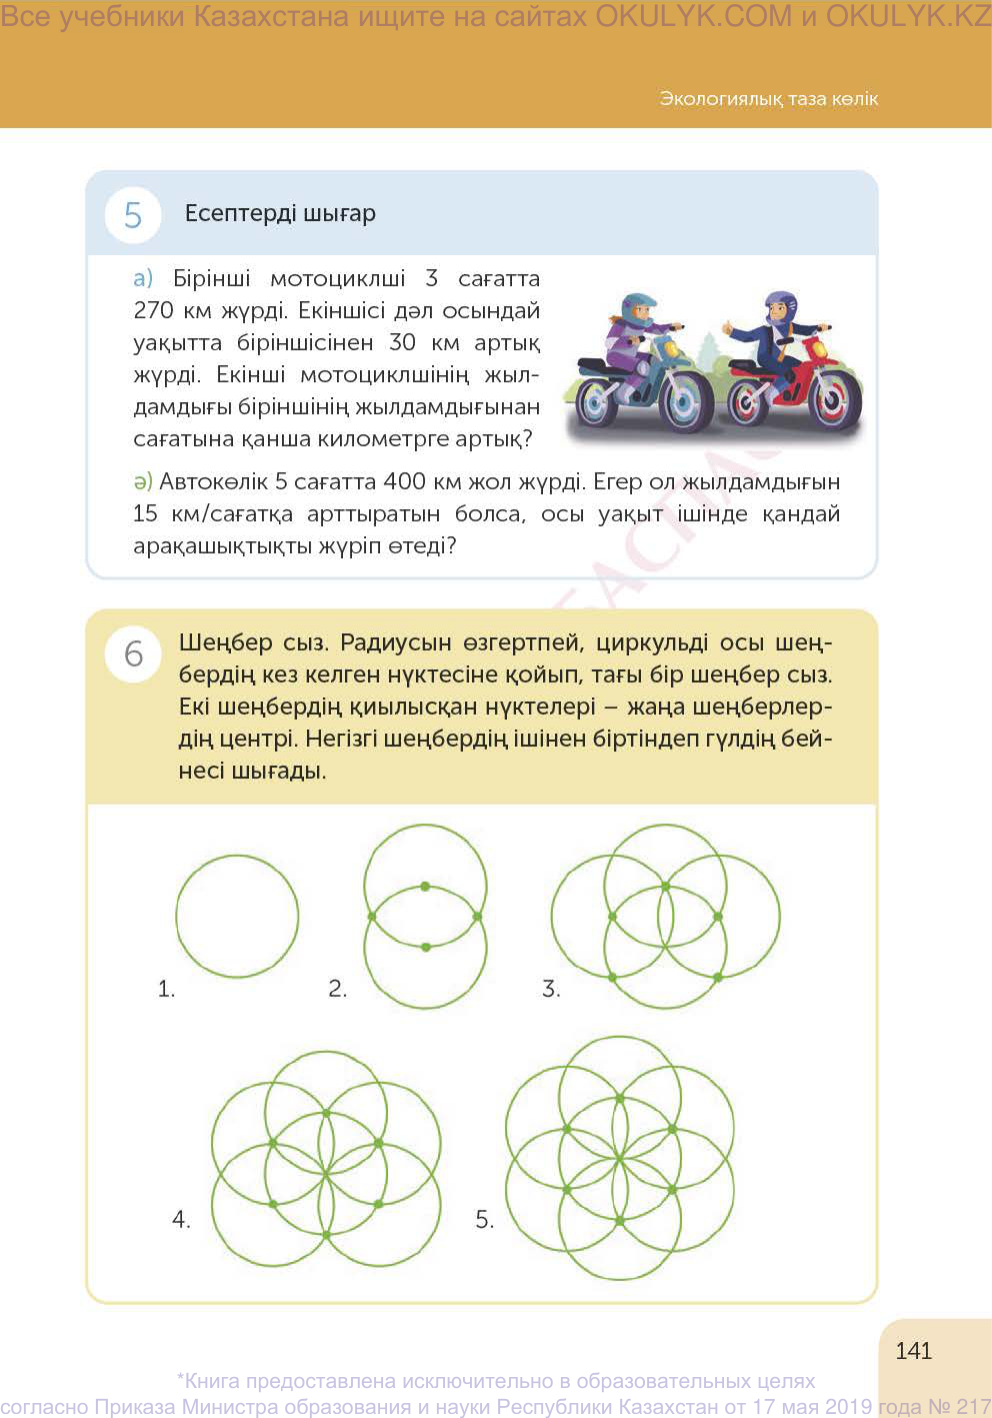 Все учебники Казахстана ищите на сайтах OKULYK.COM и OKULYK.KZ
Экологиялық таза көлік
5
Есептерді шығар
а) Бірінші мотоциклші 3 сағатта
270 км жүрді. Екіншісі дәл осындай
уақытта біріншісінен 30 км артық
жүрді. Екінші мотоциклшінің жыл-
дамдығы біріншінің жылдамдығынан
сағатына қанша километрге артық?
ә) Автокөлік 5 сағатта 400 км жол жүрді. Егер ол жылдамдығын
15 км/сағатқа арттыратын болса, осы уақыт ішінде қандай
арақашықтықты жүріп өтеді?
6
Шеңбер сыз. Радиусын өзгертпей, циркульді осы шең-
бердің кез келген нүктесіне қойып, тағы бір шеңбер сыз.
Екі шеңбердің қиылысқан нүктелері – жаңа шеңберлер-
дің центрі. Негізгі шеңбердің ішінен біртіндеп гүлдің бей-
несі шығады.
1.
2.
3.
4.
5.
141
*Книга предоставлена исключительно в образовательных целях
согласно Приказа Министра образования и науки Республики Казахстан от 17 мая 2019 года № 217